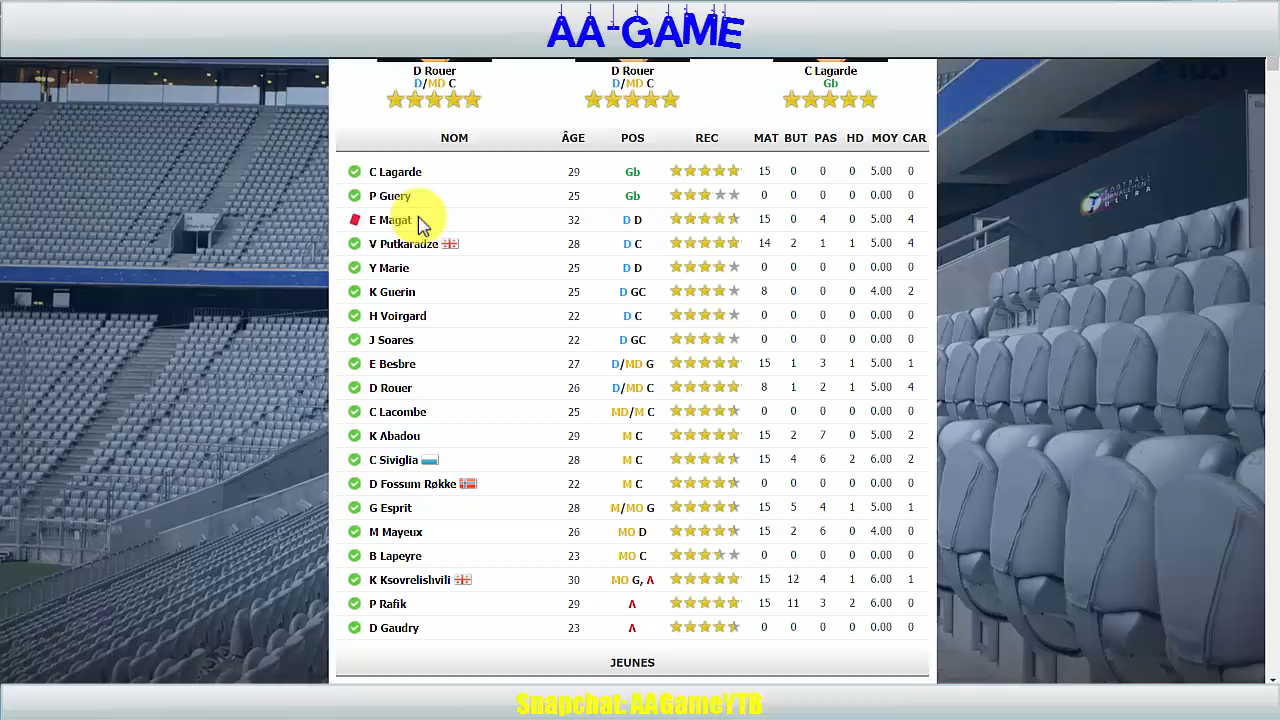 AA-GAME
D Rouer D Rouer C Lagarde
D/MD C D/MD C Gb
NOM ÂGE POS REC MAT BUT PAS HD MOY CAR
C Lagarde 29 Gb 15 0 0 0 5.00 0
P Guery 25 Gb 0 0 0 0 0.00 0
E Magat 32 D D 15 0 4 0 5.00 4
V Putkaradze 28 D C 14 2 1 1 5.00 4
Y Marie 25 D D 0 0 0 0 0.00 0
K Guerin 25 D GC 8 0 0 0 4.00 2
H Voirgard 22 D C 0 0 0 0 0.00 0
J Soares 22 D GC 0 0 0 0 0.00 0
E Besbre 27 D/MD G 15 1 3 1 5.00 1
D Rouer 26 D/MD C 8 1 2 1 5.00 4
C Lacombe 25 MD/M C 0 0 0 0 0.00 0
K Abadou 29 M C 15 2 7 0 5.00 2
C Siviglia 28 M C 15 4 6 2 6.00 2
D Fossum Røkke 22 M C 0 0 0 0 0.00 0
G Esprit 28 M/MO G 15 5 4 1 5.00 1
M Mayeux 26 MO D 15 2 6 0 4.00 0
B Lapeyre 23 MO C 0 0 0 0 0.00 0
K Ksovrelishvili 30 MO G, A 15 12 4 1 6.00 1
P Rafik 29 A 15 11 3 2 6.00 0
D Gaudry 23 A 0 0 0 0 0.00 0
JEUNES
FOOTBALL
MANAGEMENT
ULTRA
Snapchat: AAGameYTB